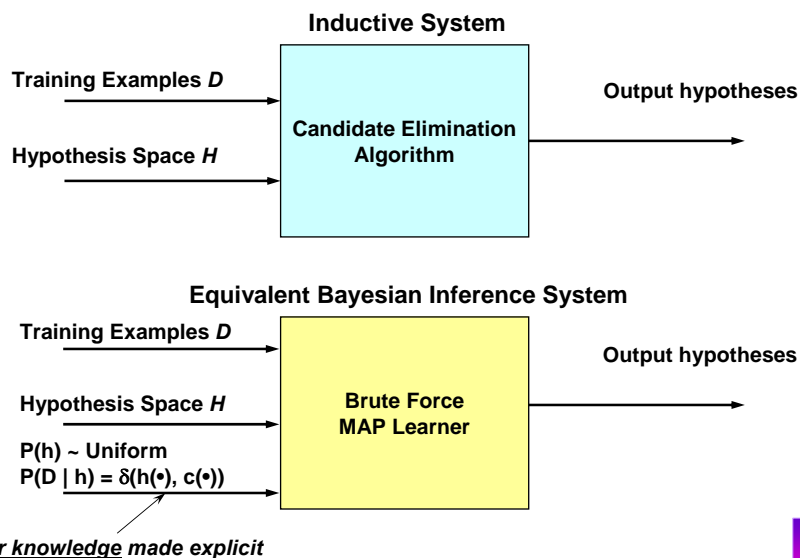 Inductive System
Training Examples D
Hypothesis Space H
Candidate Elimination
Algorithm
Output hypotheses
Equivalent Bayesian Inference System
Training Examples D
Hypothesis Space H
P(h) ~ Uniform
P(D | h) = δ(h(•), c(•))
Brute Force
MAP Learner
Output hypotheses
r knowledge made explicit